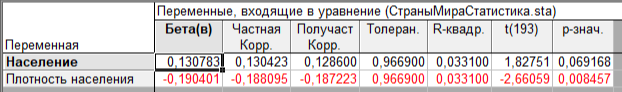 Переменные, входящие в уравнение (СтраныМираСтатистика.sta)
Переменная Бета(в) Частная Корр. Получаст Корр. Толеран. R-квадр. t(193) p-знач.
Население 0,130783 0,130423 0,128600 0,966900 0,033100 1,82751 0,069168
Плотность населения -0,190401 -0,188095 -0,187223 0,966900 0,033100 -2,66059 0,008457